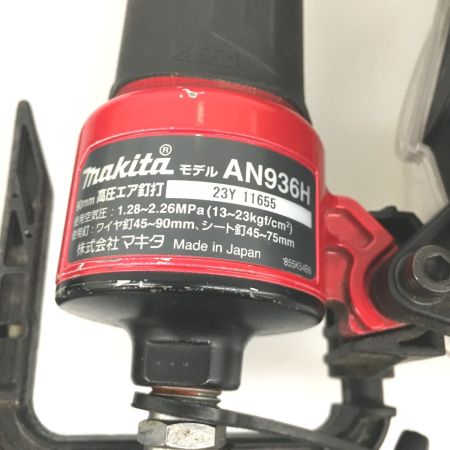 makita® モデル AN936H
90mm 高圧エア釘打 23Y 11655
使用空気圧：1.28~2.26MPa (13~23kgf/cm²)
使用釘：ワイヤ釘45~90mm, シート釘45~75mm
株式会社マキタ Made in Japan